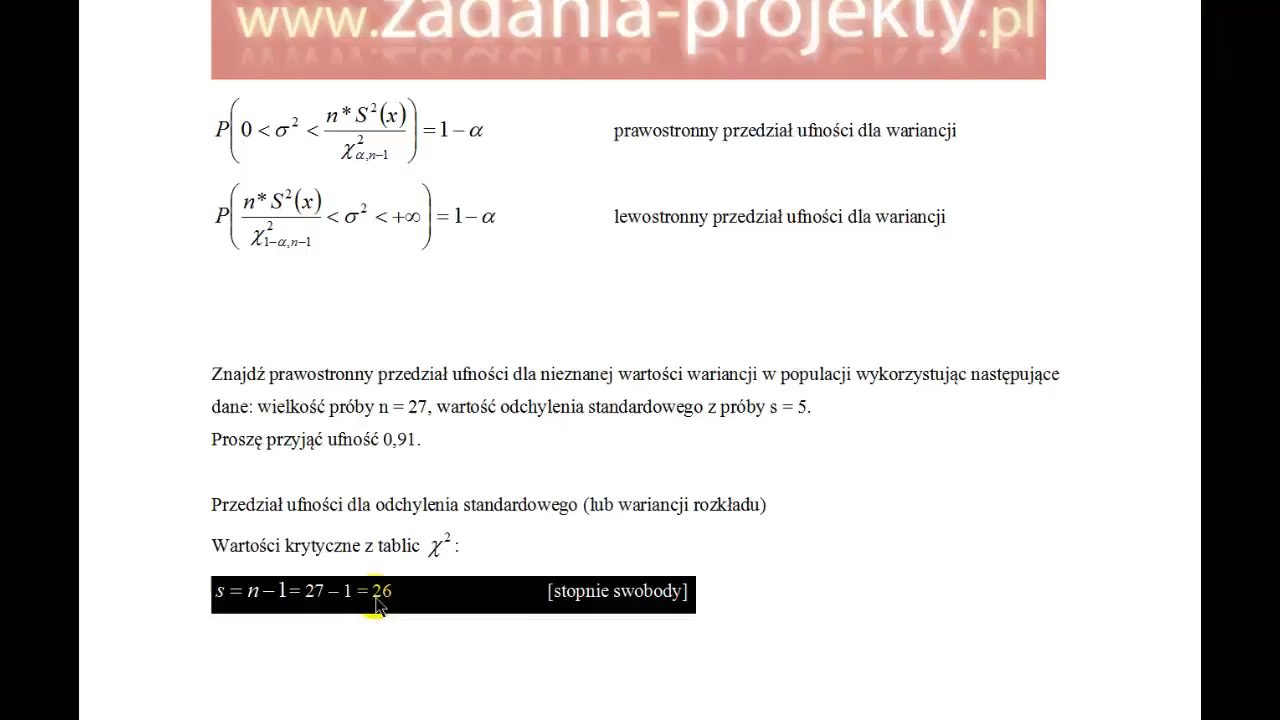 www.zadania-projekty.pl
P(0 < σ² < n * S²(x) / χ²α,n−1) = 1 − α prawostronny przedział ufności dla wariancji
P(n * S²(x) / χ²1−α,n−1 < σ² < +∞) = 1 − α lewostronny przedział ufności dla wariancji
Znajdź prawostronny przedział ufności dla nieznanej wartości wariancji w populacji wykorzystując następujące
dane: wielkość próby n = 27, wartość odchylenia standardowego z próby s = 5.
Proszę przyjąć ufność 0,91.
Przedział ufności dla odchylenia standardowego (lub wariancji rozkładu)
Wartości krytyczne z tablic χ² :
s = n − 1 = 27 − 1 = 26 [stopnie swobody]